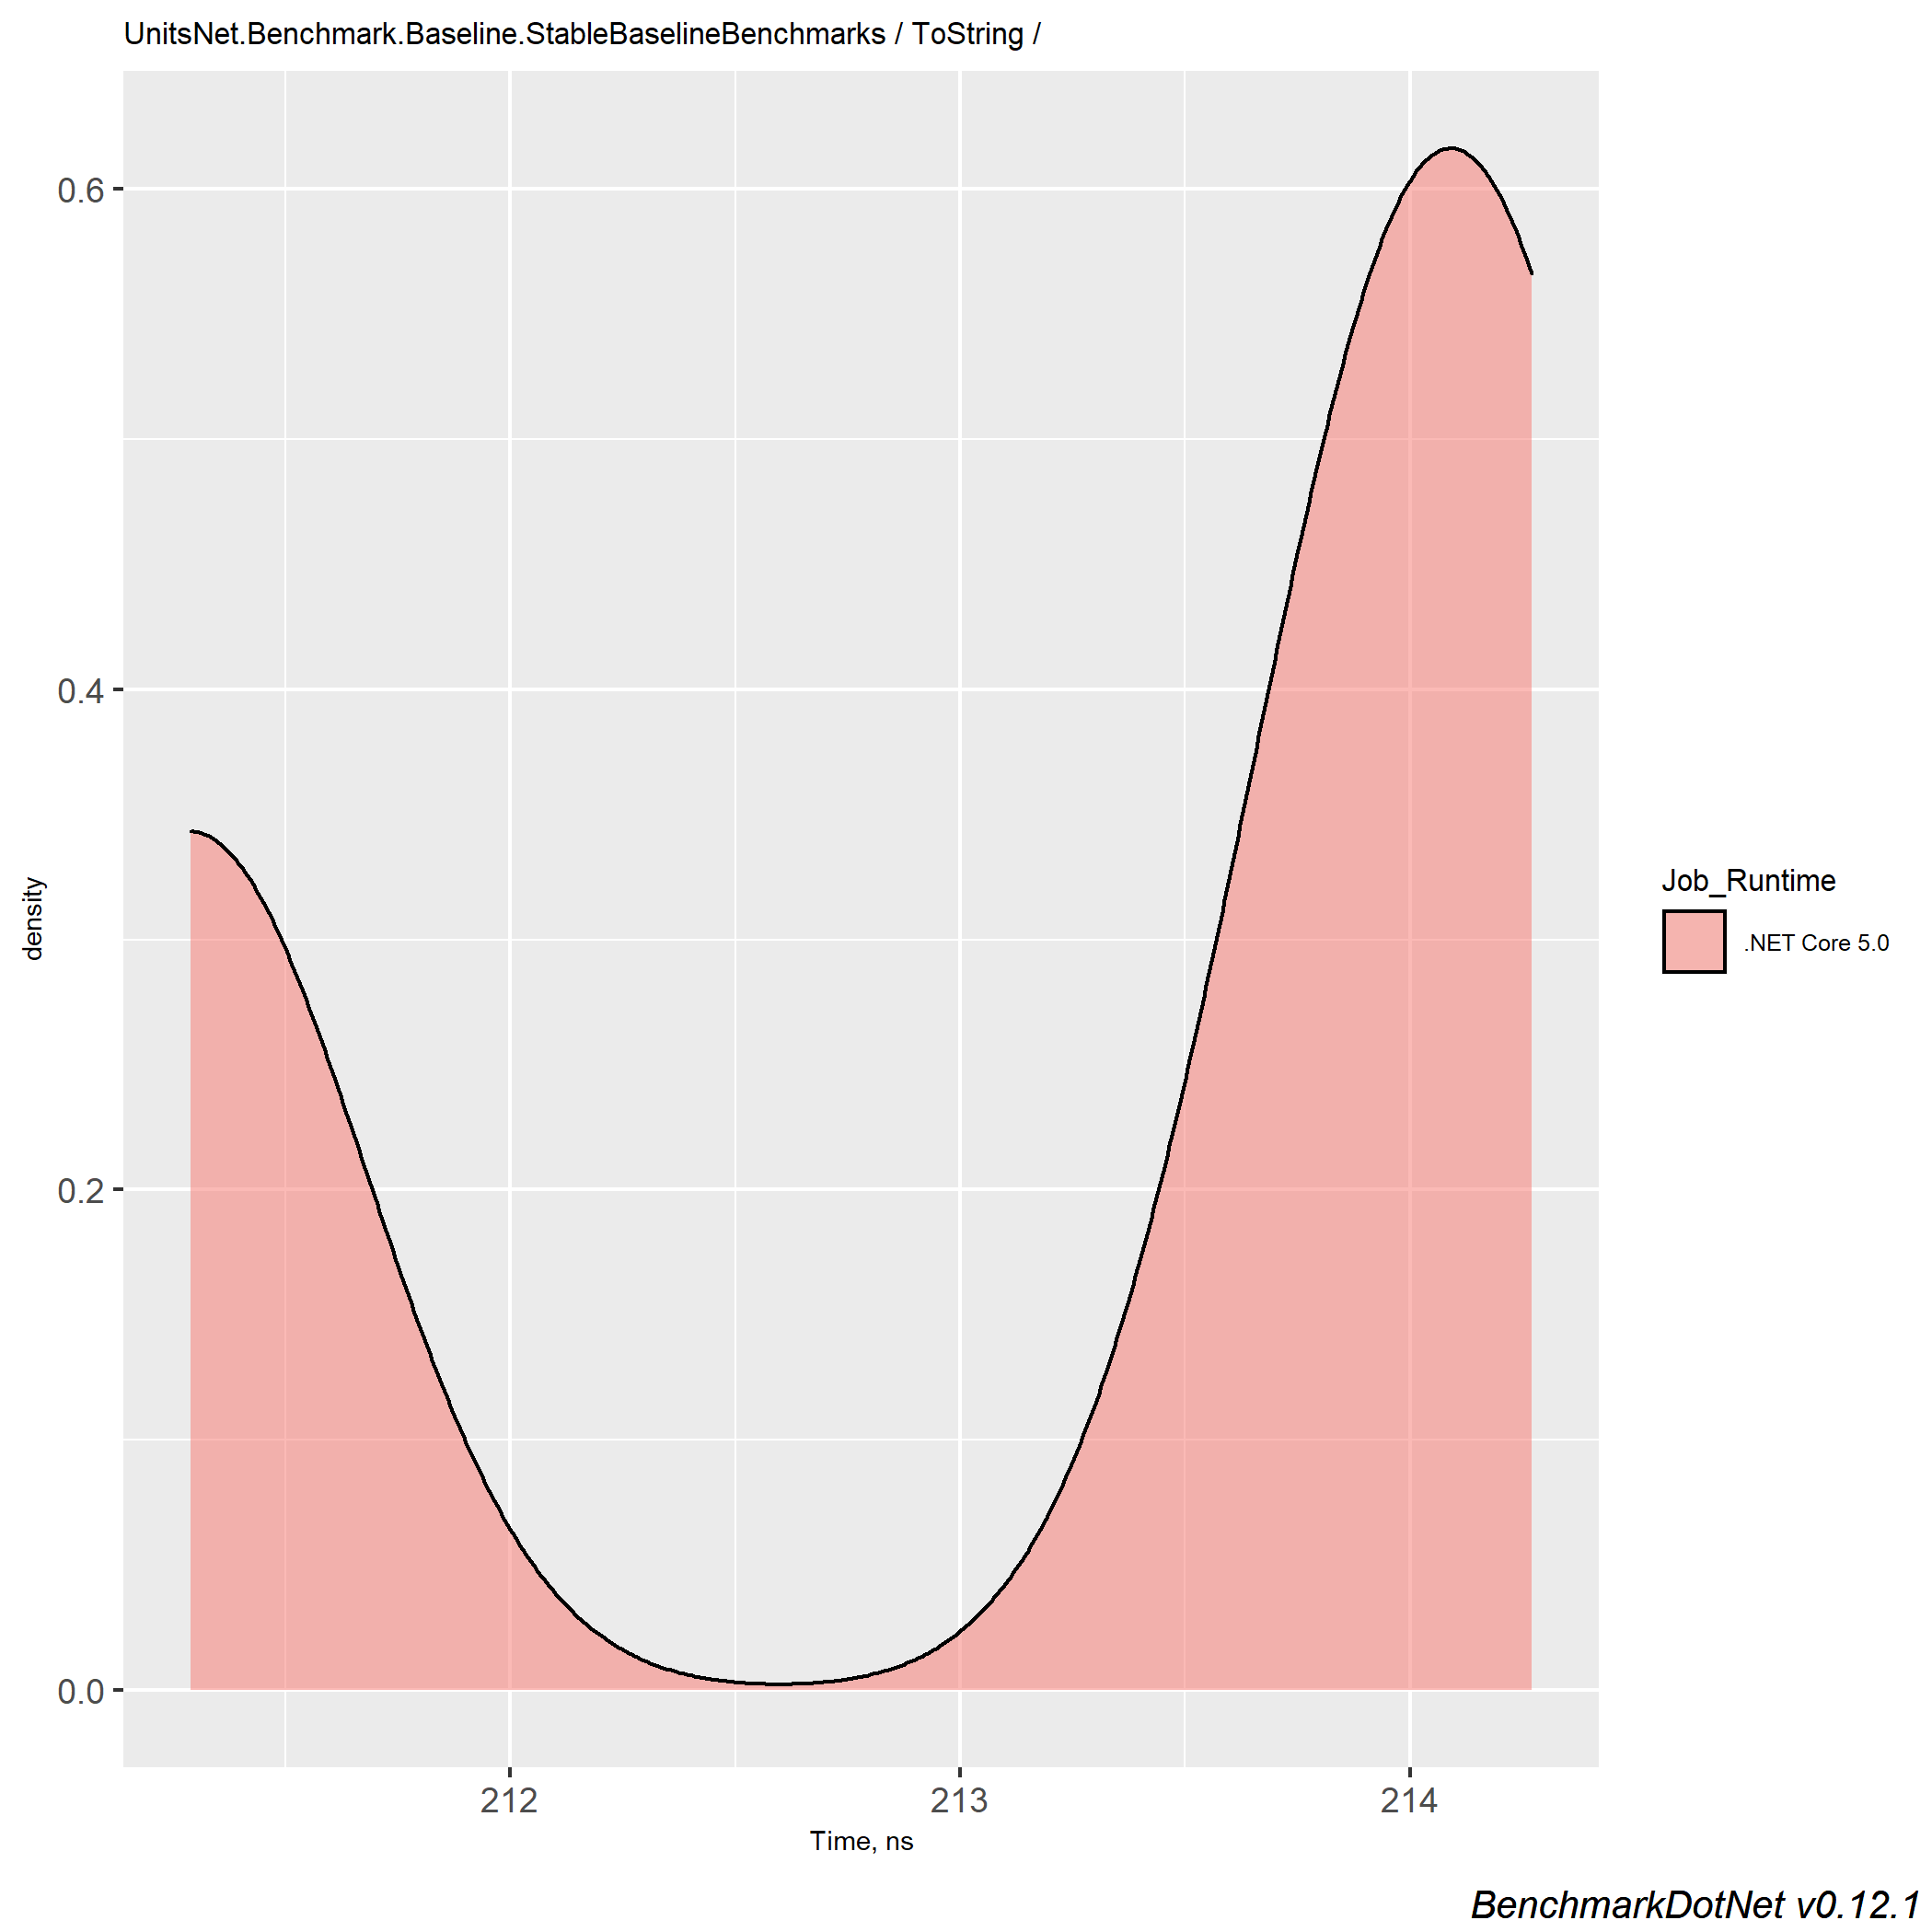 UnitsNet.Benchmark.Baseline.StableBaselineBenchmarks / ToString /
0.6
0.4
0.2
0.0
density
212
213
214
Time, ns
Job_Runtime
.NET Core 5.0
BenchmarkDotNet v0.12.1